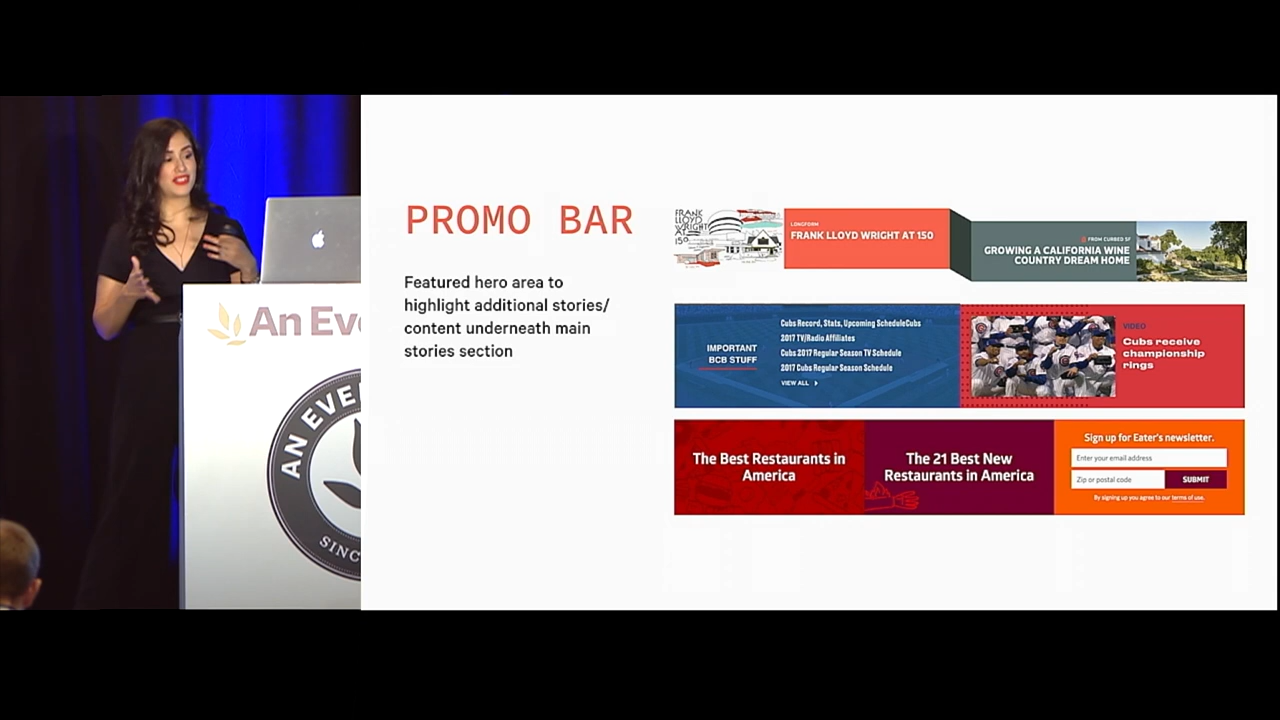 An Eve
AN EVE
SINC
PROMO BAR
Featured hero area to
highlight additional stories/
content underneath main
stories section
FRANK
LLOYD
WRIGHT
AT
150
LONGFORM
FRANK LLOYD WRIGHT AT 150
FROM CURBED SF
GROWING A CALIFORNIA WINE
COUNTRY DREAM HOME
IMPORTANT
BCB STUFF
Cubs Record, Stats, Upcoming ScheduleCubs
2017 TV/Radio Affiliates
Cubs 2017 Regular Season TV Schedule
2017 Cubs Regular Season Schedule
VIEW ALL
VIDEO
Cubs receive
championship
rings
The Best Restaurants in
America
The 21 Best New
Restaurants in America
Sign up for Eater's newsletter.
Enter your email address
Zip or postal code
SUBMIT
By signing up you agree to our terms of use.